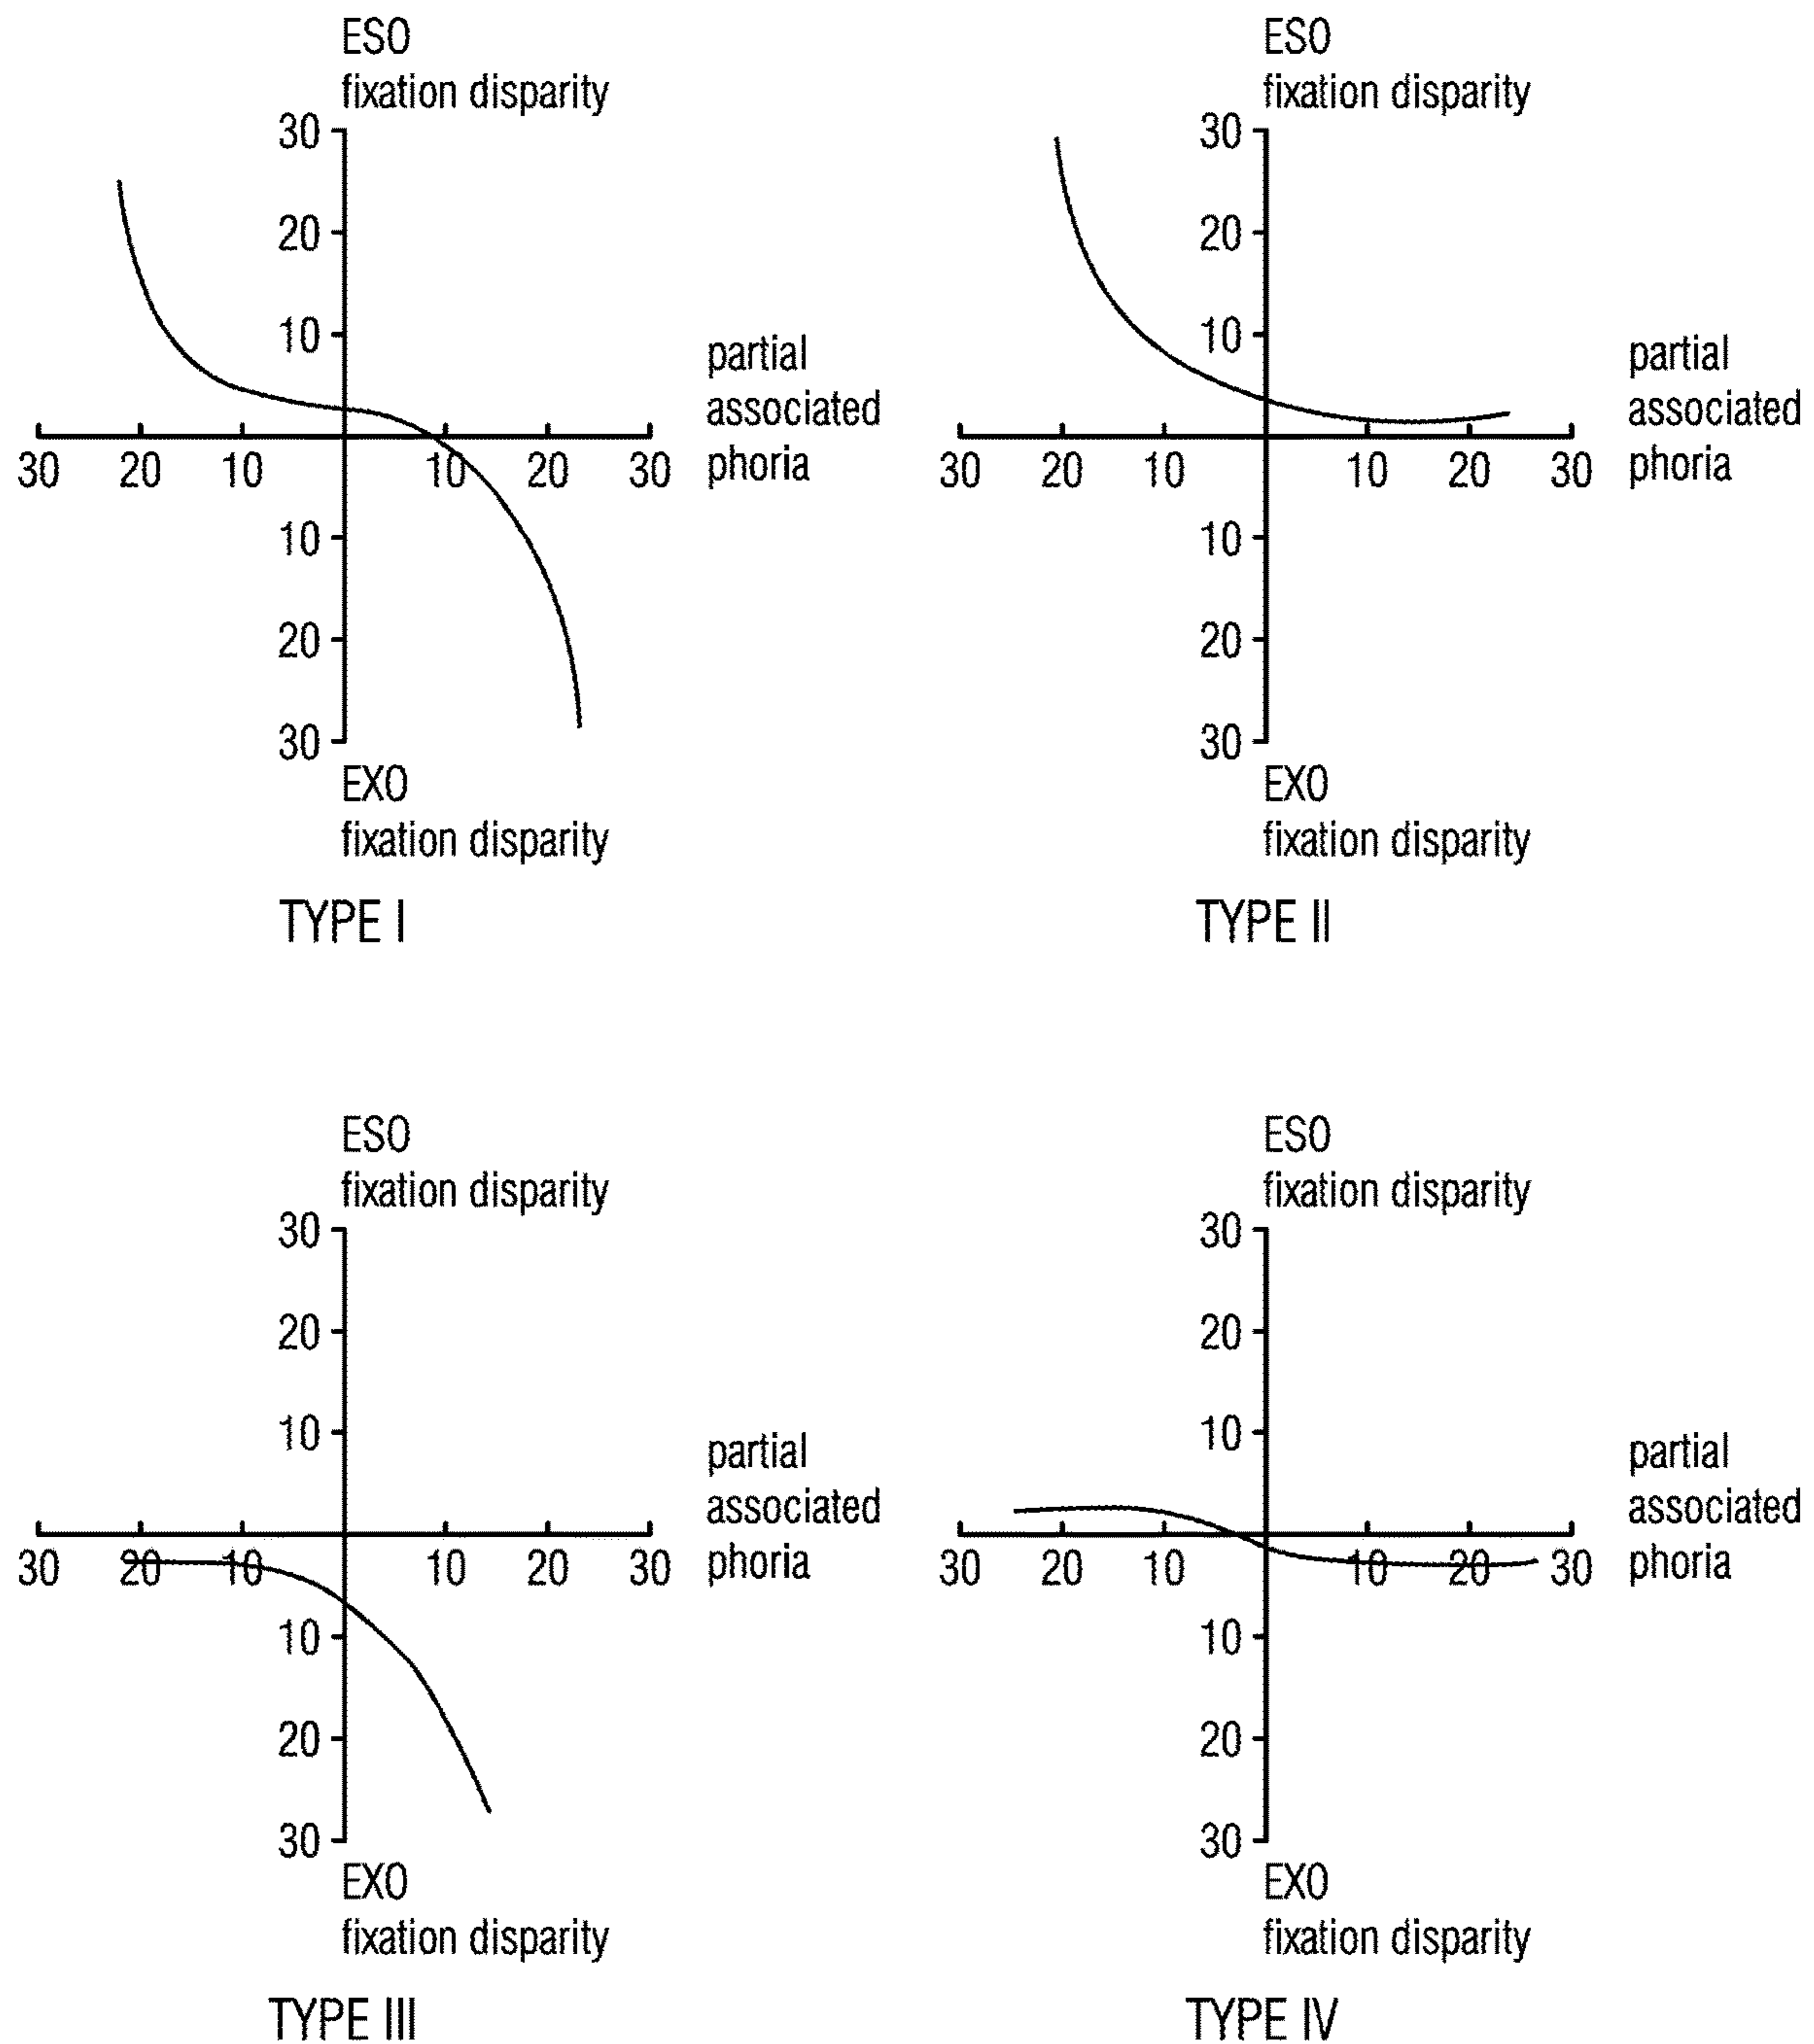 ESO
fixation disparity
30
20
10
partial
associated
phoria
30 20 10 10 20 30
10
20
30
EXO
fixation disparity
TYPE I
ESO
fixation disparity
30
20
10
partial
associated
phoria
30 20 10 10 20 30
10
20
30
EXO
fixation disparity
TYPE II
ESO
fixation disparity
30
20
10
partial
associated
phoria
30 20 10 10 20 30
10
20
30
EXO
fixation disparity
TYPE III
ESO
fixation disparity
30
20
10
partial
associated
phoria
30 20 10 10 20 30
10
20
30
EXO
fixation disparity
TYPE IV